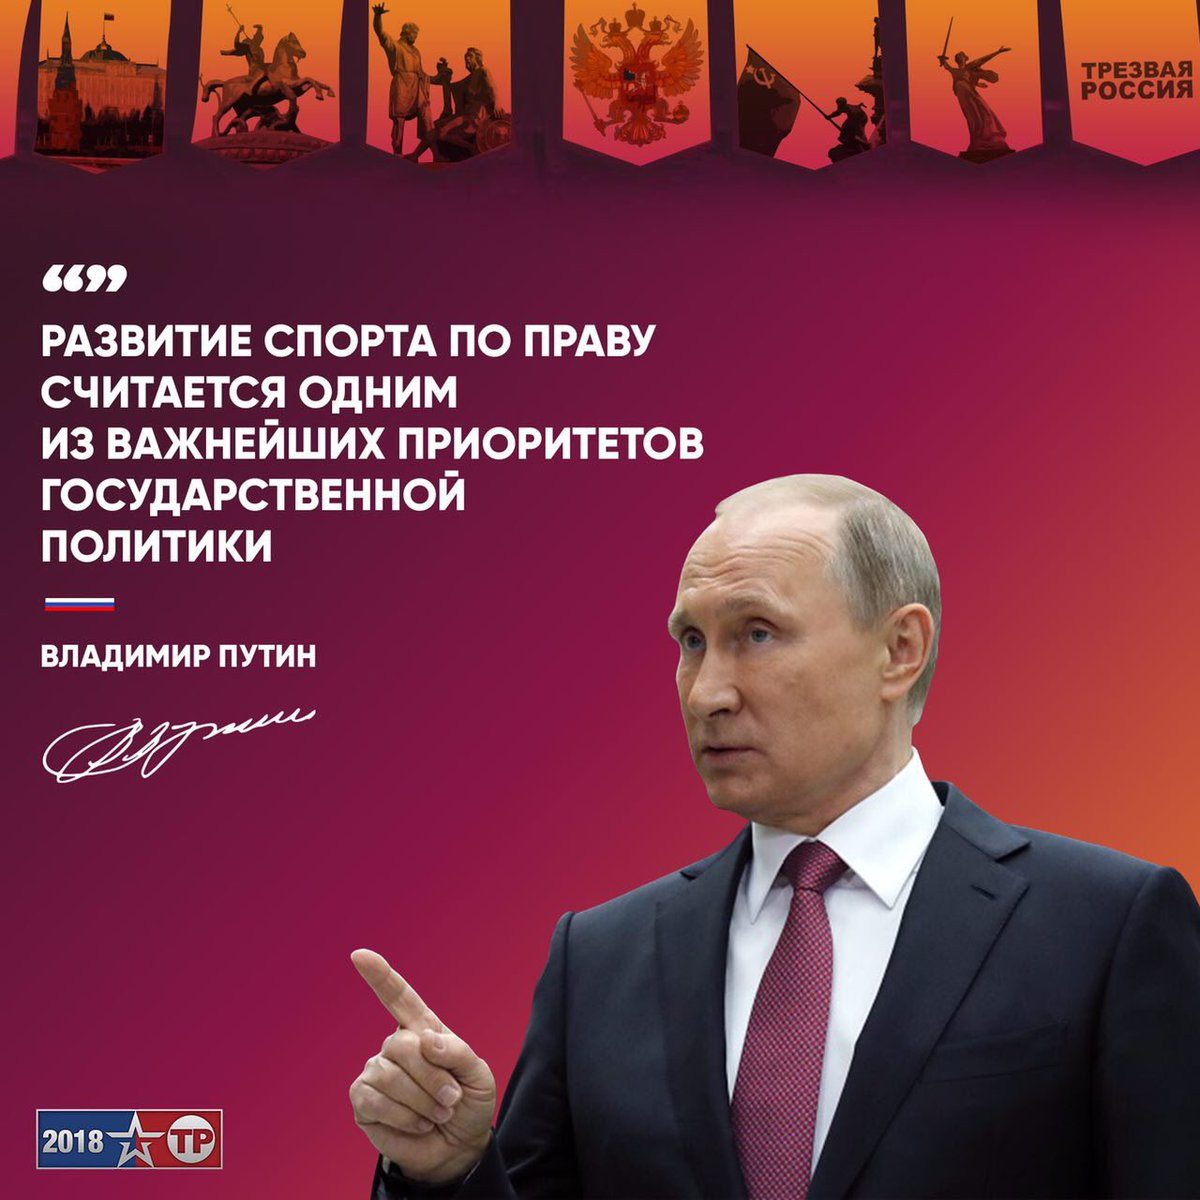 ТРЕЗВАЯ
РОССИЯ
РАЗВИТИЕ СПОРТА ПО ПРАВУ
СЧИТАЕТСЯ ОДНИМ
ИЗ ВАЖНЕЙШИХ ПРИОРИТЕТОВ
ГОСУДАРСТВЕННОЙ
ПОЛИТИКИ
ВЛАДИМИР ПУТИН
2018 ТР